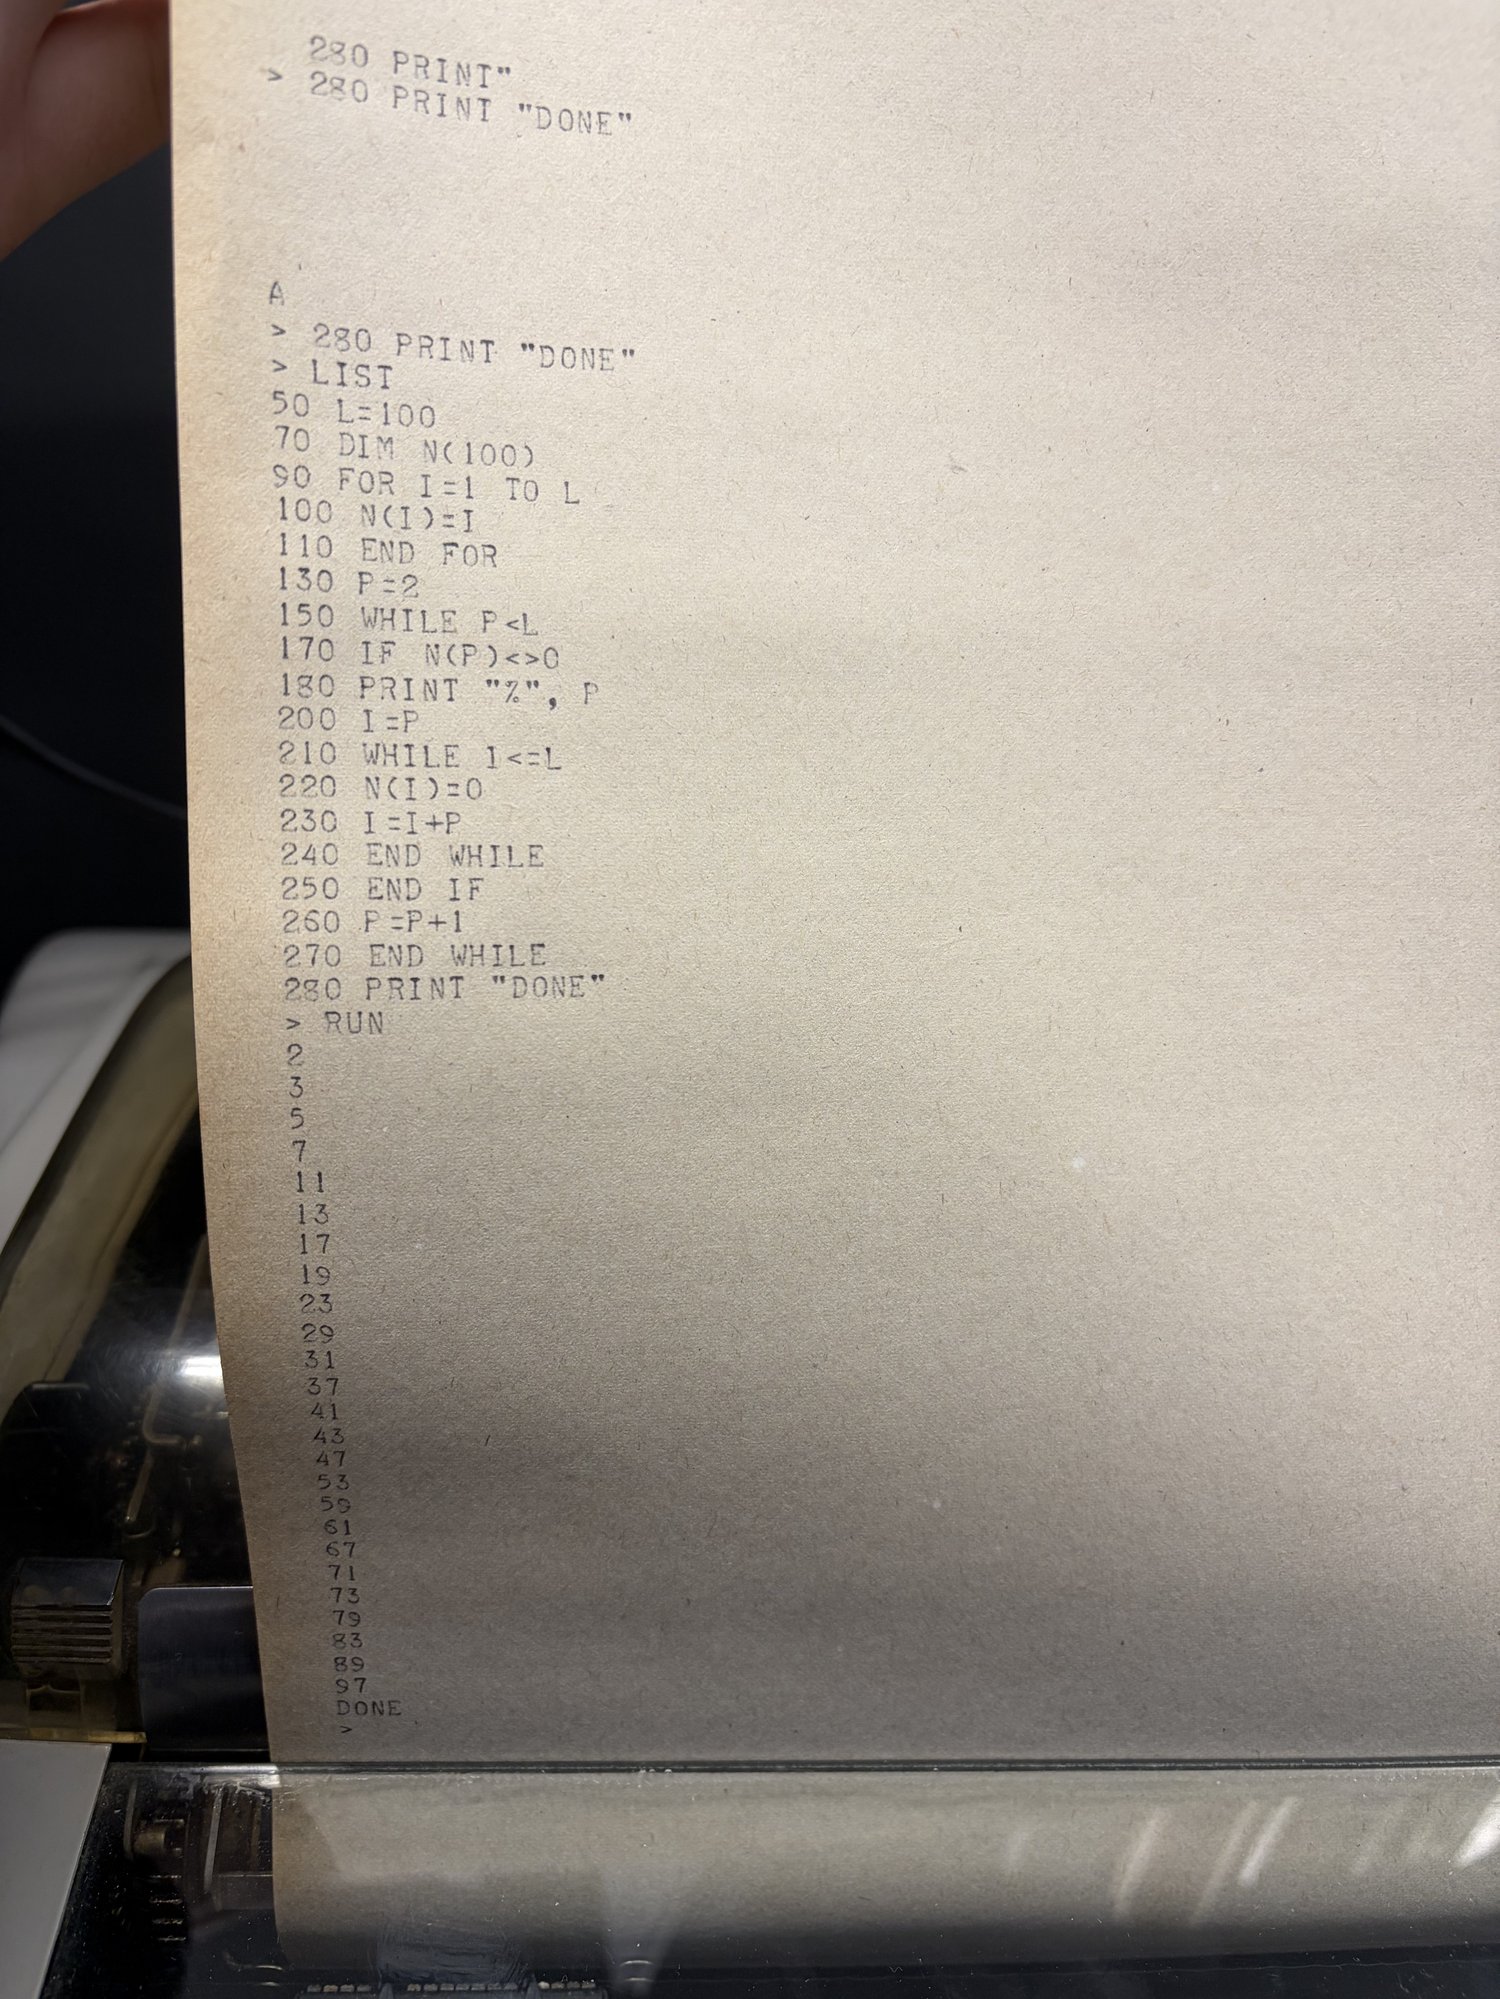 280 PRINT"
> 280 PRINT "DONE"
A
> 280 PRINT "DONE"
> LIST
50 L=100
70 DIM N(100)
90 FOR I=1 TO L
100 N(I)=I
110 END FOR
130 P=2
150 WHILE P<L
170 IF N(P)<>0
180 PRINT "%", P
200 I=P
210 WHILE I<=L
220 N(I)=0
230 I=I+P
240 END WHILE
250 END IF
260 P=P+1
270 END WHILE
280 PRINT "DONE"
> RUN
2
3
5
7
11
13
17
19
23
29
31
37
41
43
47
53
59
61
67
71
73
79
83
89
97
DONE
>